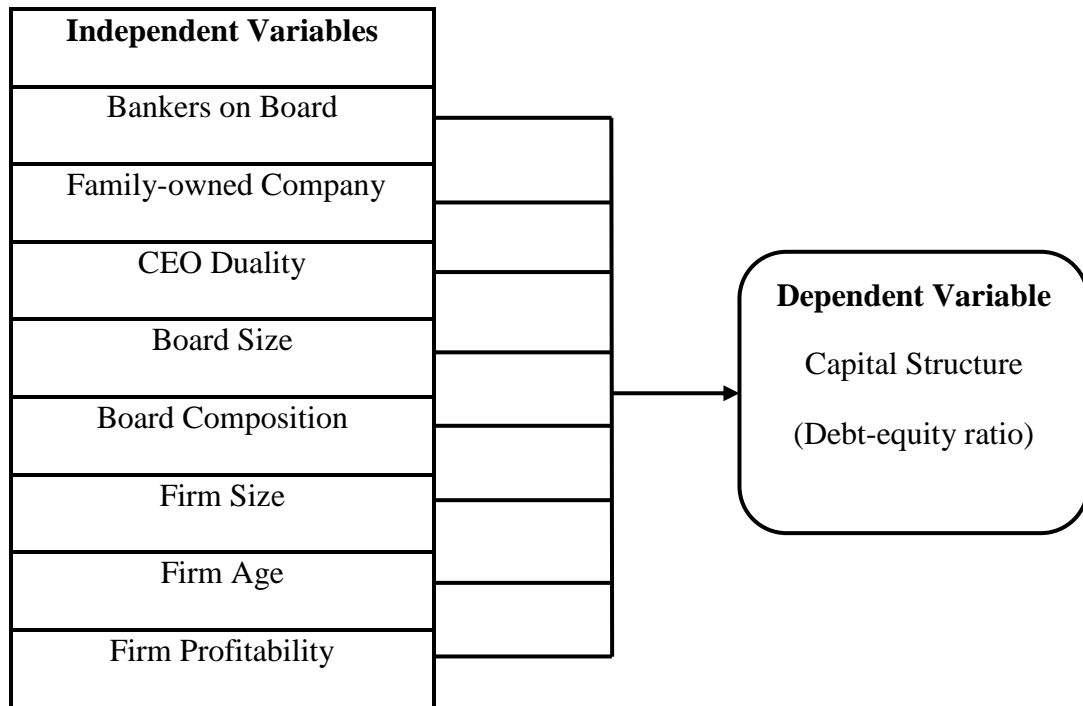 Independent Variables
Bankers on Board
Family-owned Company
CEO Duality
Board Size
Board Composition
Firm Size
Firm Age
Firm Profitability
Dependent Variable
Capital Structure
(Debt-equity ratio)